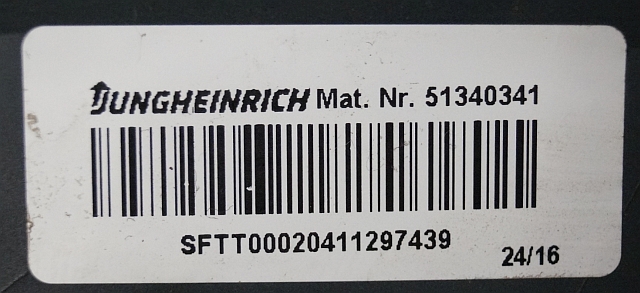 JUNGHEINRICH Mat. Nr. 51340341
SFTT00020411297439
24/16